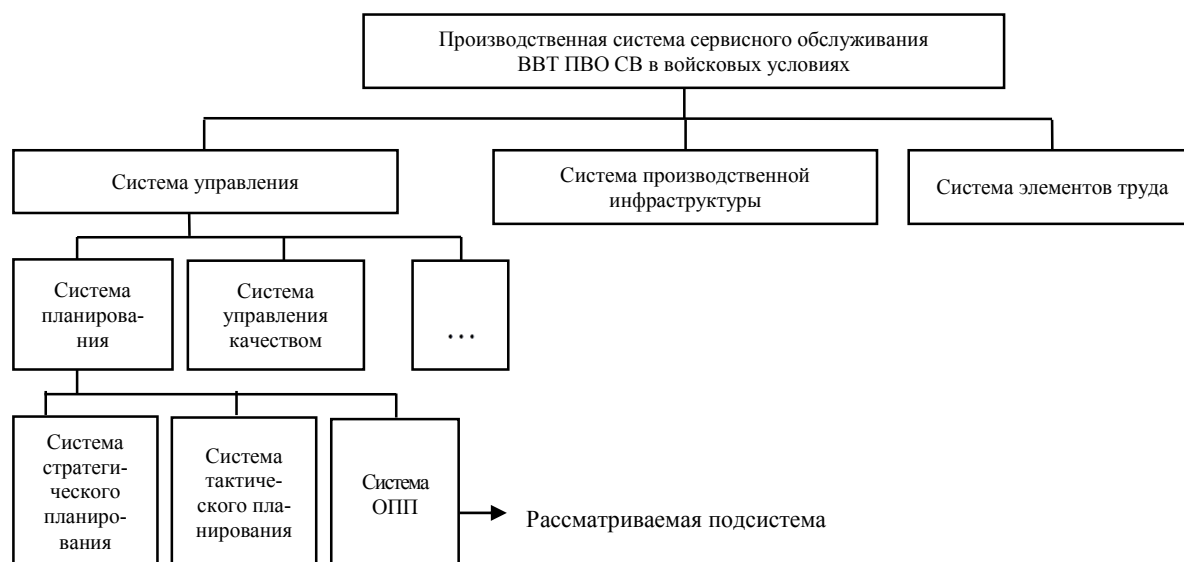 Производственная система сервисного обслуживания
ВВТ ПВО СВ в войсковых условиях
Система управления
Система производственной
инфраструктуры
Система элементов труда
Система
планирова-
ния
Система
управления
качеством
...
Система
стратеги-
ческого
планиро-
вания
Система
тактиче-
ского пла-
нирования
Система
ОПП
Рассматриваемая подсистема